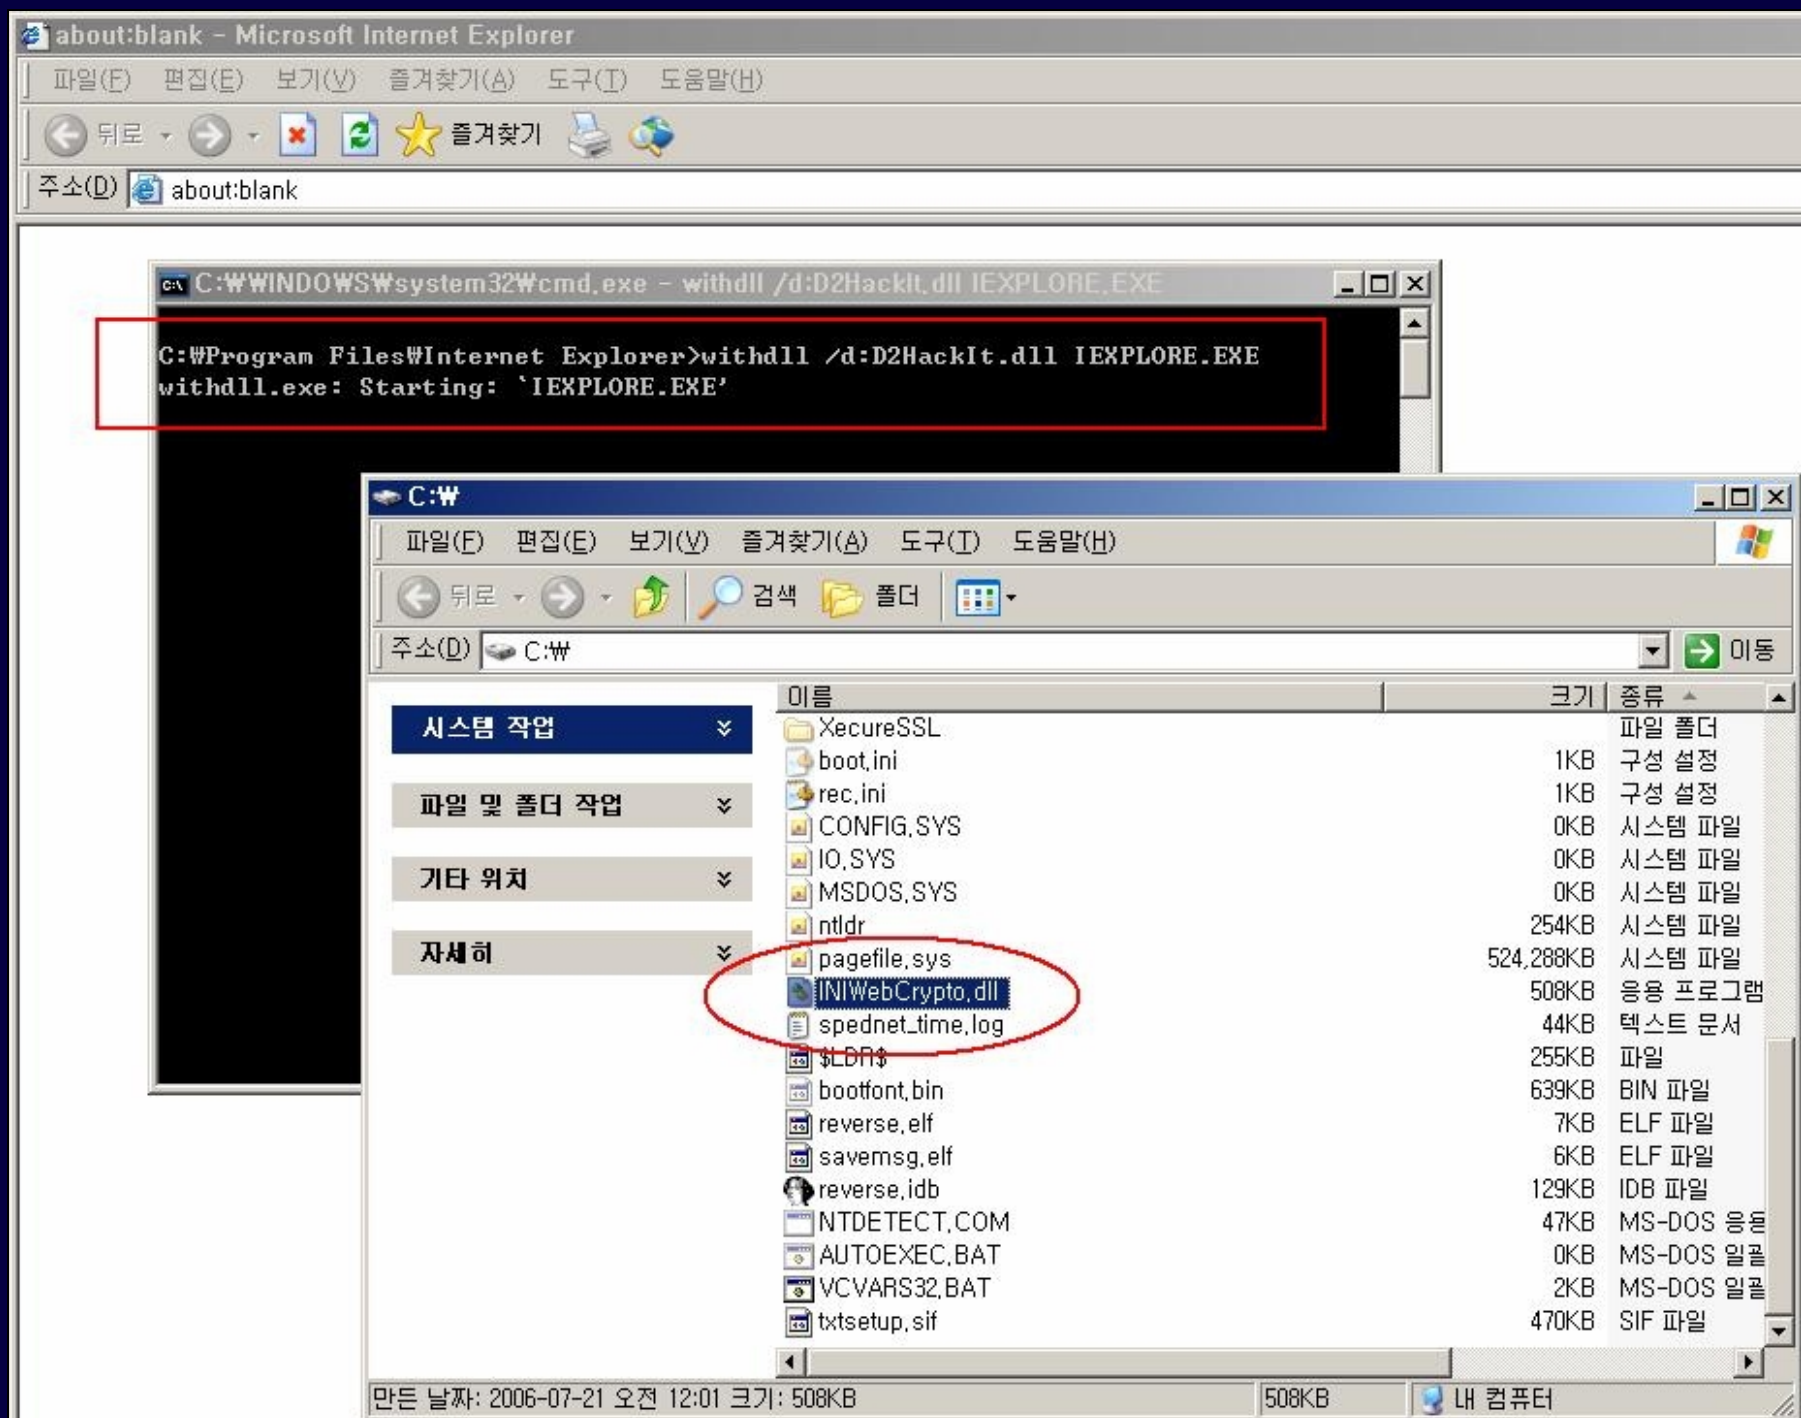 about:blank - Microsoft Internet Explorer
파일(F) 편집(E) 보기(V) 즐겨찾기(A) 도구(T) 도움말(H)
뒤로 즐겨찾기
주소(D) about:blank
C:₩WINDOWS₩system32₩cmd.exe - withdll /d:D2HackIt.dll IEXPLORE.EXE
C:₩Program Files₩Internet Explorer>withdll /d:D2HackIt.dll IEXPLORE.EXE
withdll.exe: Starting: `IEXPLORE.EXE'
C:₩
파일(F) 편집(E) 보기(V) 즐겨찾기(A) 도구(T) 도움말(H)
뒤로 검색 폴더
주소(D) C:₩ 이동
시스템 작업
파일 및 폴더 작업
기타 위치
자세히
이름 크기 종류
XecureSSL 파일 폴더
boot.ini 1KB 구성 설정
rec.ini 1KB 구성 설정
CONFIG.SYS 0KB 시스템 파일
IO.SYS 0KB 시스템 파일
MSDOS.SYS 0KB 시스템 파일
ntldr 254KB 시스템 파일
pagefile.sys 524,288KB 시스템 파일
INIWebCrypto.dll 508KB 응용 프로그램
spednet_time.log 44KB 텍스트 문서
$LDR$ 255KB 파일
bootfont.bin 639KB BIN 파일
reverse.elf 7KB ELF 파일
savemsg.elf 6KB ELF 파일
reverse.idb 129KB IDB 파일
NTDETECT.COM 47KB MS-DOS 응용
AUTOEXEC.BAT 0KB MS-DOS 일괄
VCVARS32.BAT 2KB MS-DOS 일괄
txtsetup.sif 470KB SIF 파일
만든 날짜: 2006-07-21 오전 12:01 크기: 508KB 508KB 내 컴퓨터